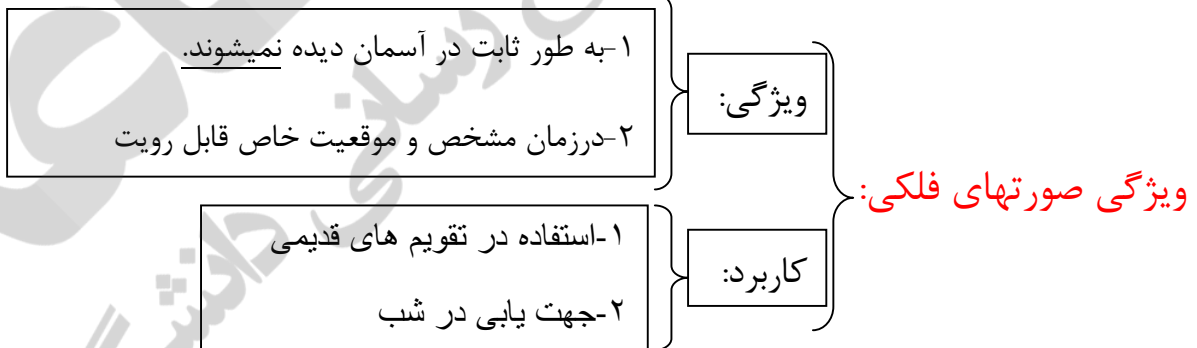 ویژگی صورتهای فلکی:
ویژگی:
۱-به طور ثابت در آسمان دیده نمیشوند.
۲-درزمان مشخص و موقعیت خاص قابل رویت
کاربرد:
۱-استفاده در تقویم های قدیمی
۲-جهت یابی در شب